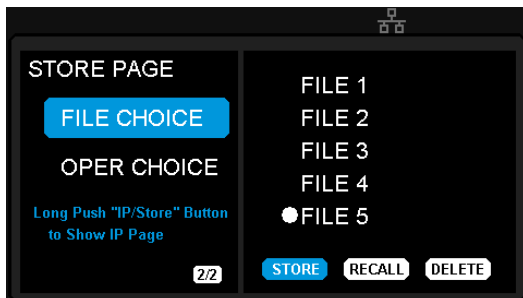 STORE PAGE
FILE CHOICE
OPER CHOICE
Long Push "IP/Store" Button
to Show IP Page
2/2
FILE 1
FILE 2
FILE 3
FILE 4
FILE 5
STORE RECALL DELETE